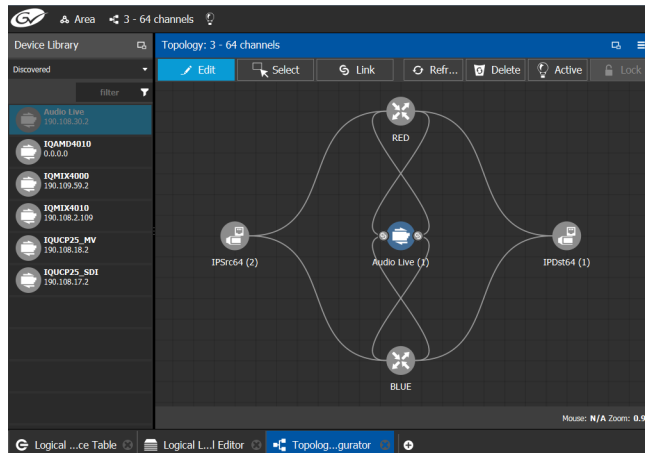 GV Area 3 - 64 channels
Device Library
Topology: 3 - 64 channels
Discovered
Edit Select Link Refr... Delete Active Lock
filter
Audio Live
190.108.30.2
IQAMD4010
0.0.0.0
IQMIX4000
190.109.59.2
IQMIX4010
190.108.2.109
IQUCP25_MV
190.108.18.2
IQUCP25_SDI
190.108.17.2
RED
IPSrc64 (2)
Audio Live (1)
IPDst64 (1)
BLUE
Mouse: N/A Zoom: 0.9
Logical ...ce Table
Logical L...l Editor
Topolog...gurator